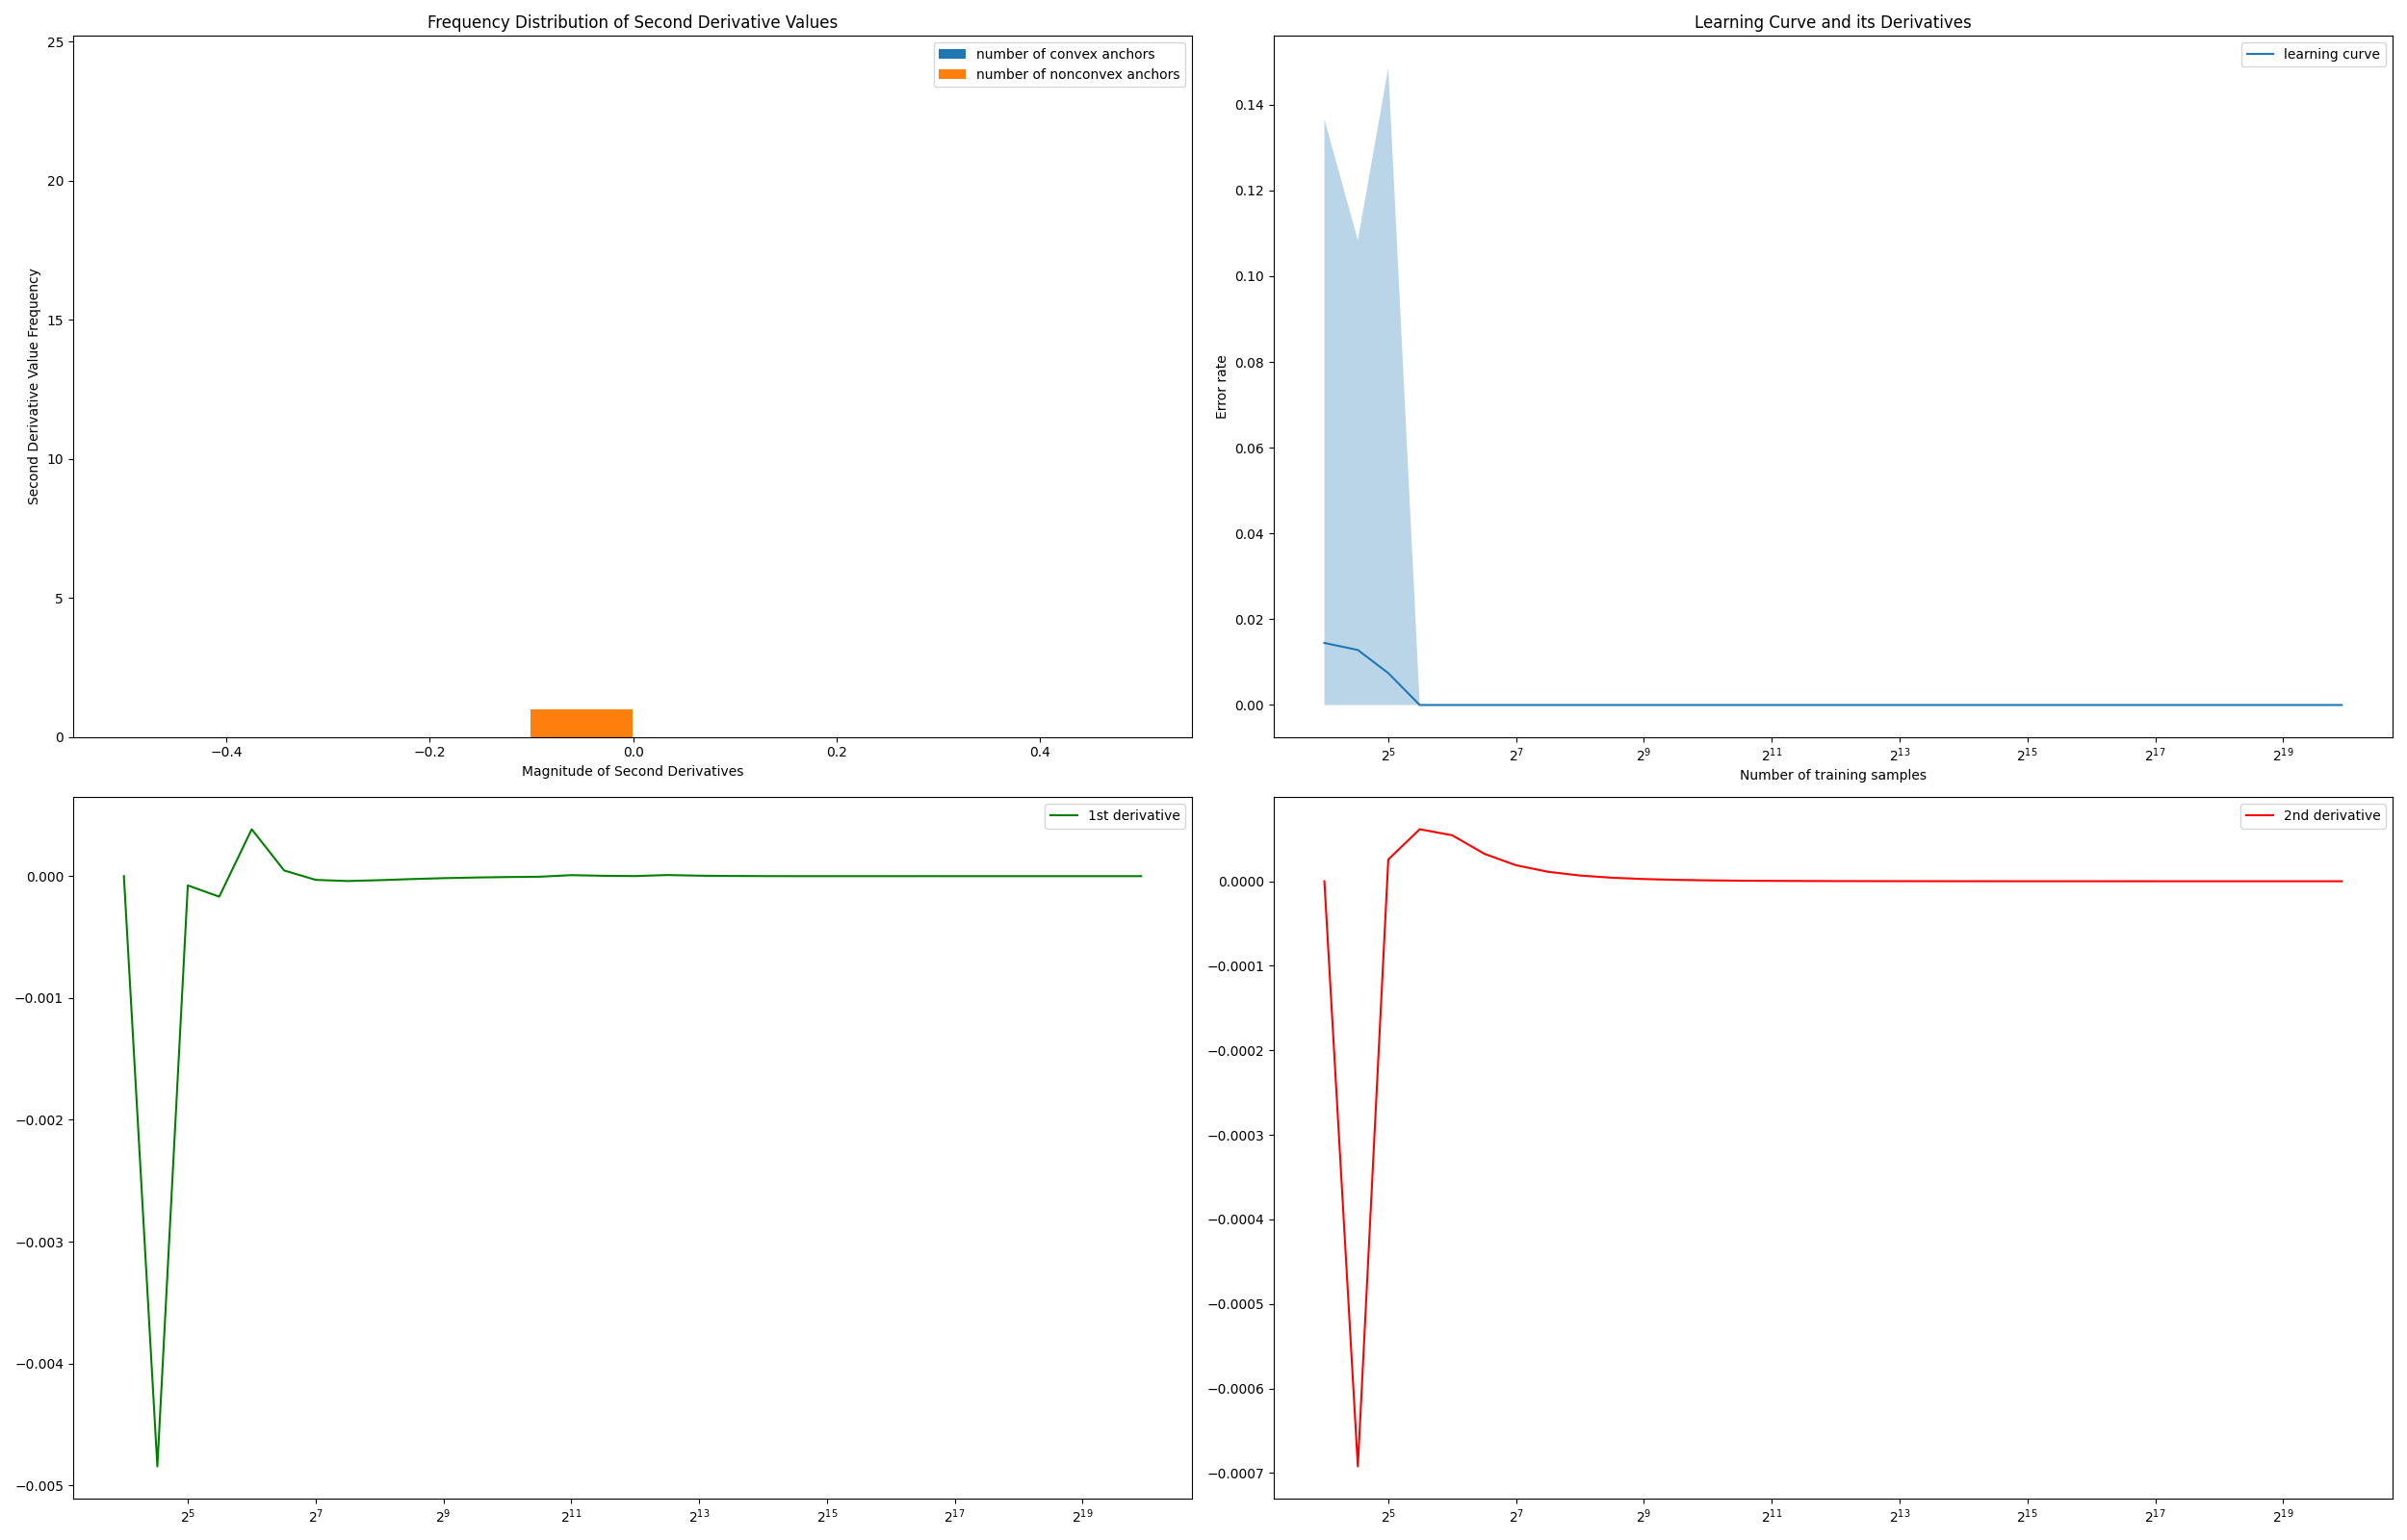 Frequency Distribution of Second Derivative Values
number of convex anchors
number of nonconvex anchors
Second Derivative Value Frequency
25
20
15
10
5
0
−0.4 −0.2 0.0 0.2 0.4
Magnitude of Second Derivatives
Learning Curve and its Derivatives
learning curve
Error rate
0.14
0.12
0.10
0.08
0.06
0.04
0.02
0.00
2^5 2^7 2^9 2^11 2^13 2^15 2^17 2^19
Number of training samples
1st derivative
0.000
−0.001
−0.002
−0.003
−0.004
−0.005
2^5 2^7 2^9 2^11 2^13 2^15 2^17 2^19
2nd derivative
0.0000
−0.0001
−0.0002
−0.0003
−0.0004
−0.0005
−0.0006
−0.0007
2^5 2^7 2^9 2^11 2^13 2^15 2^17 2^19